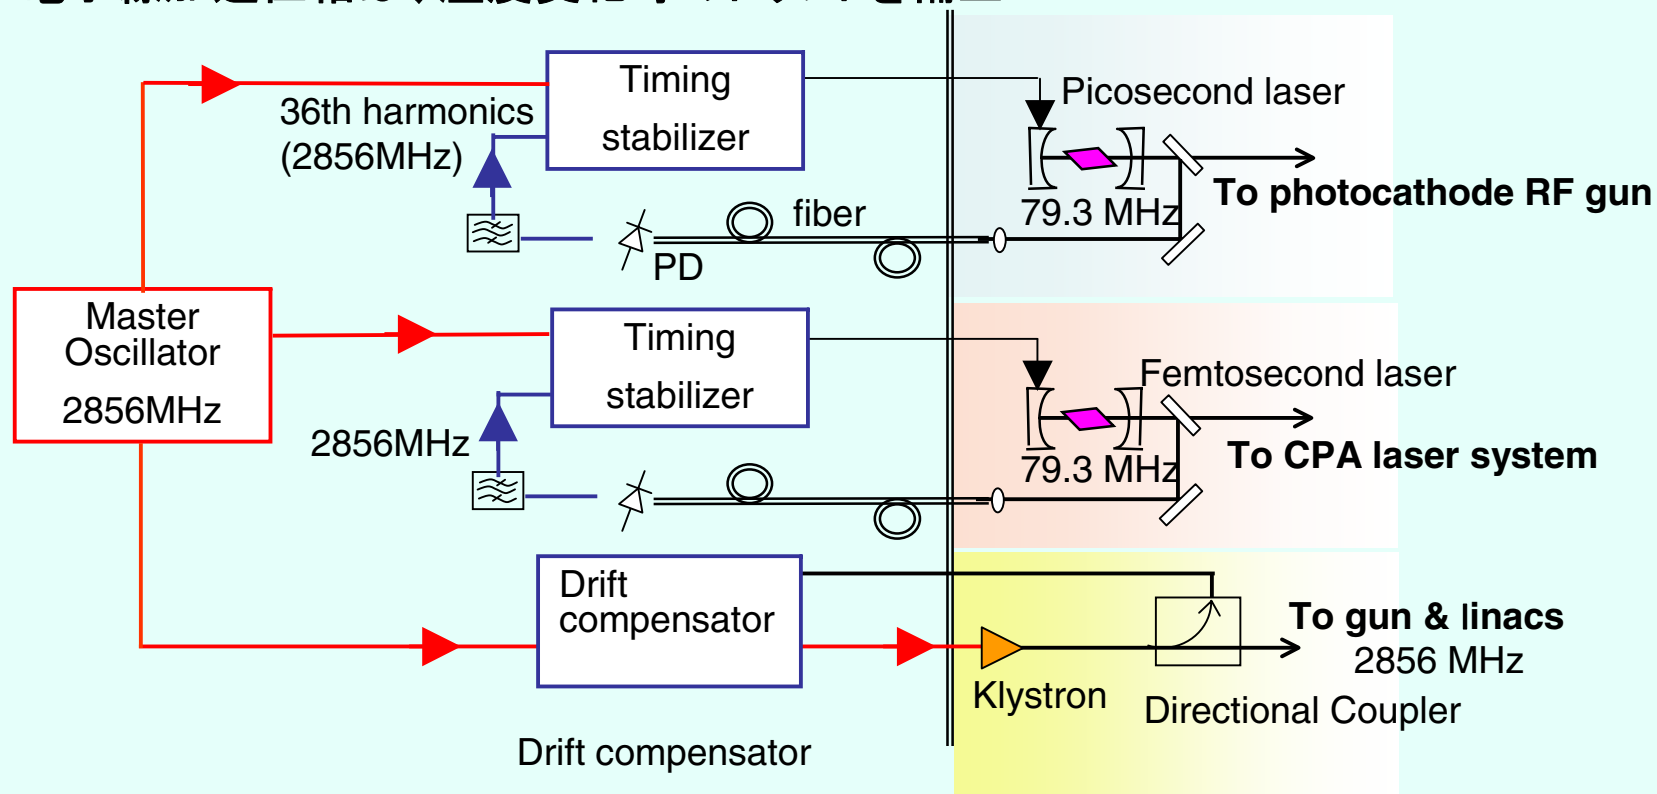 Timing
stabilizer
Picosecond laser
36th harmonics
(2856MHz)
79.3 MHz
To photocathode RF gun
fiber
PD
Master
Oscillator
2856MHz
Timing
stabilizer
Femtosecond laser
2856MHz
79.3 MHz
To CPA laser system
Drift
compensator
To gun & linacs
2856 MHz
Klystron
Directional Coupler
Drift compensator